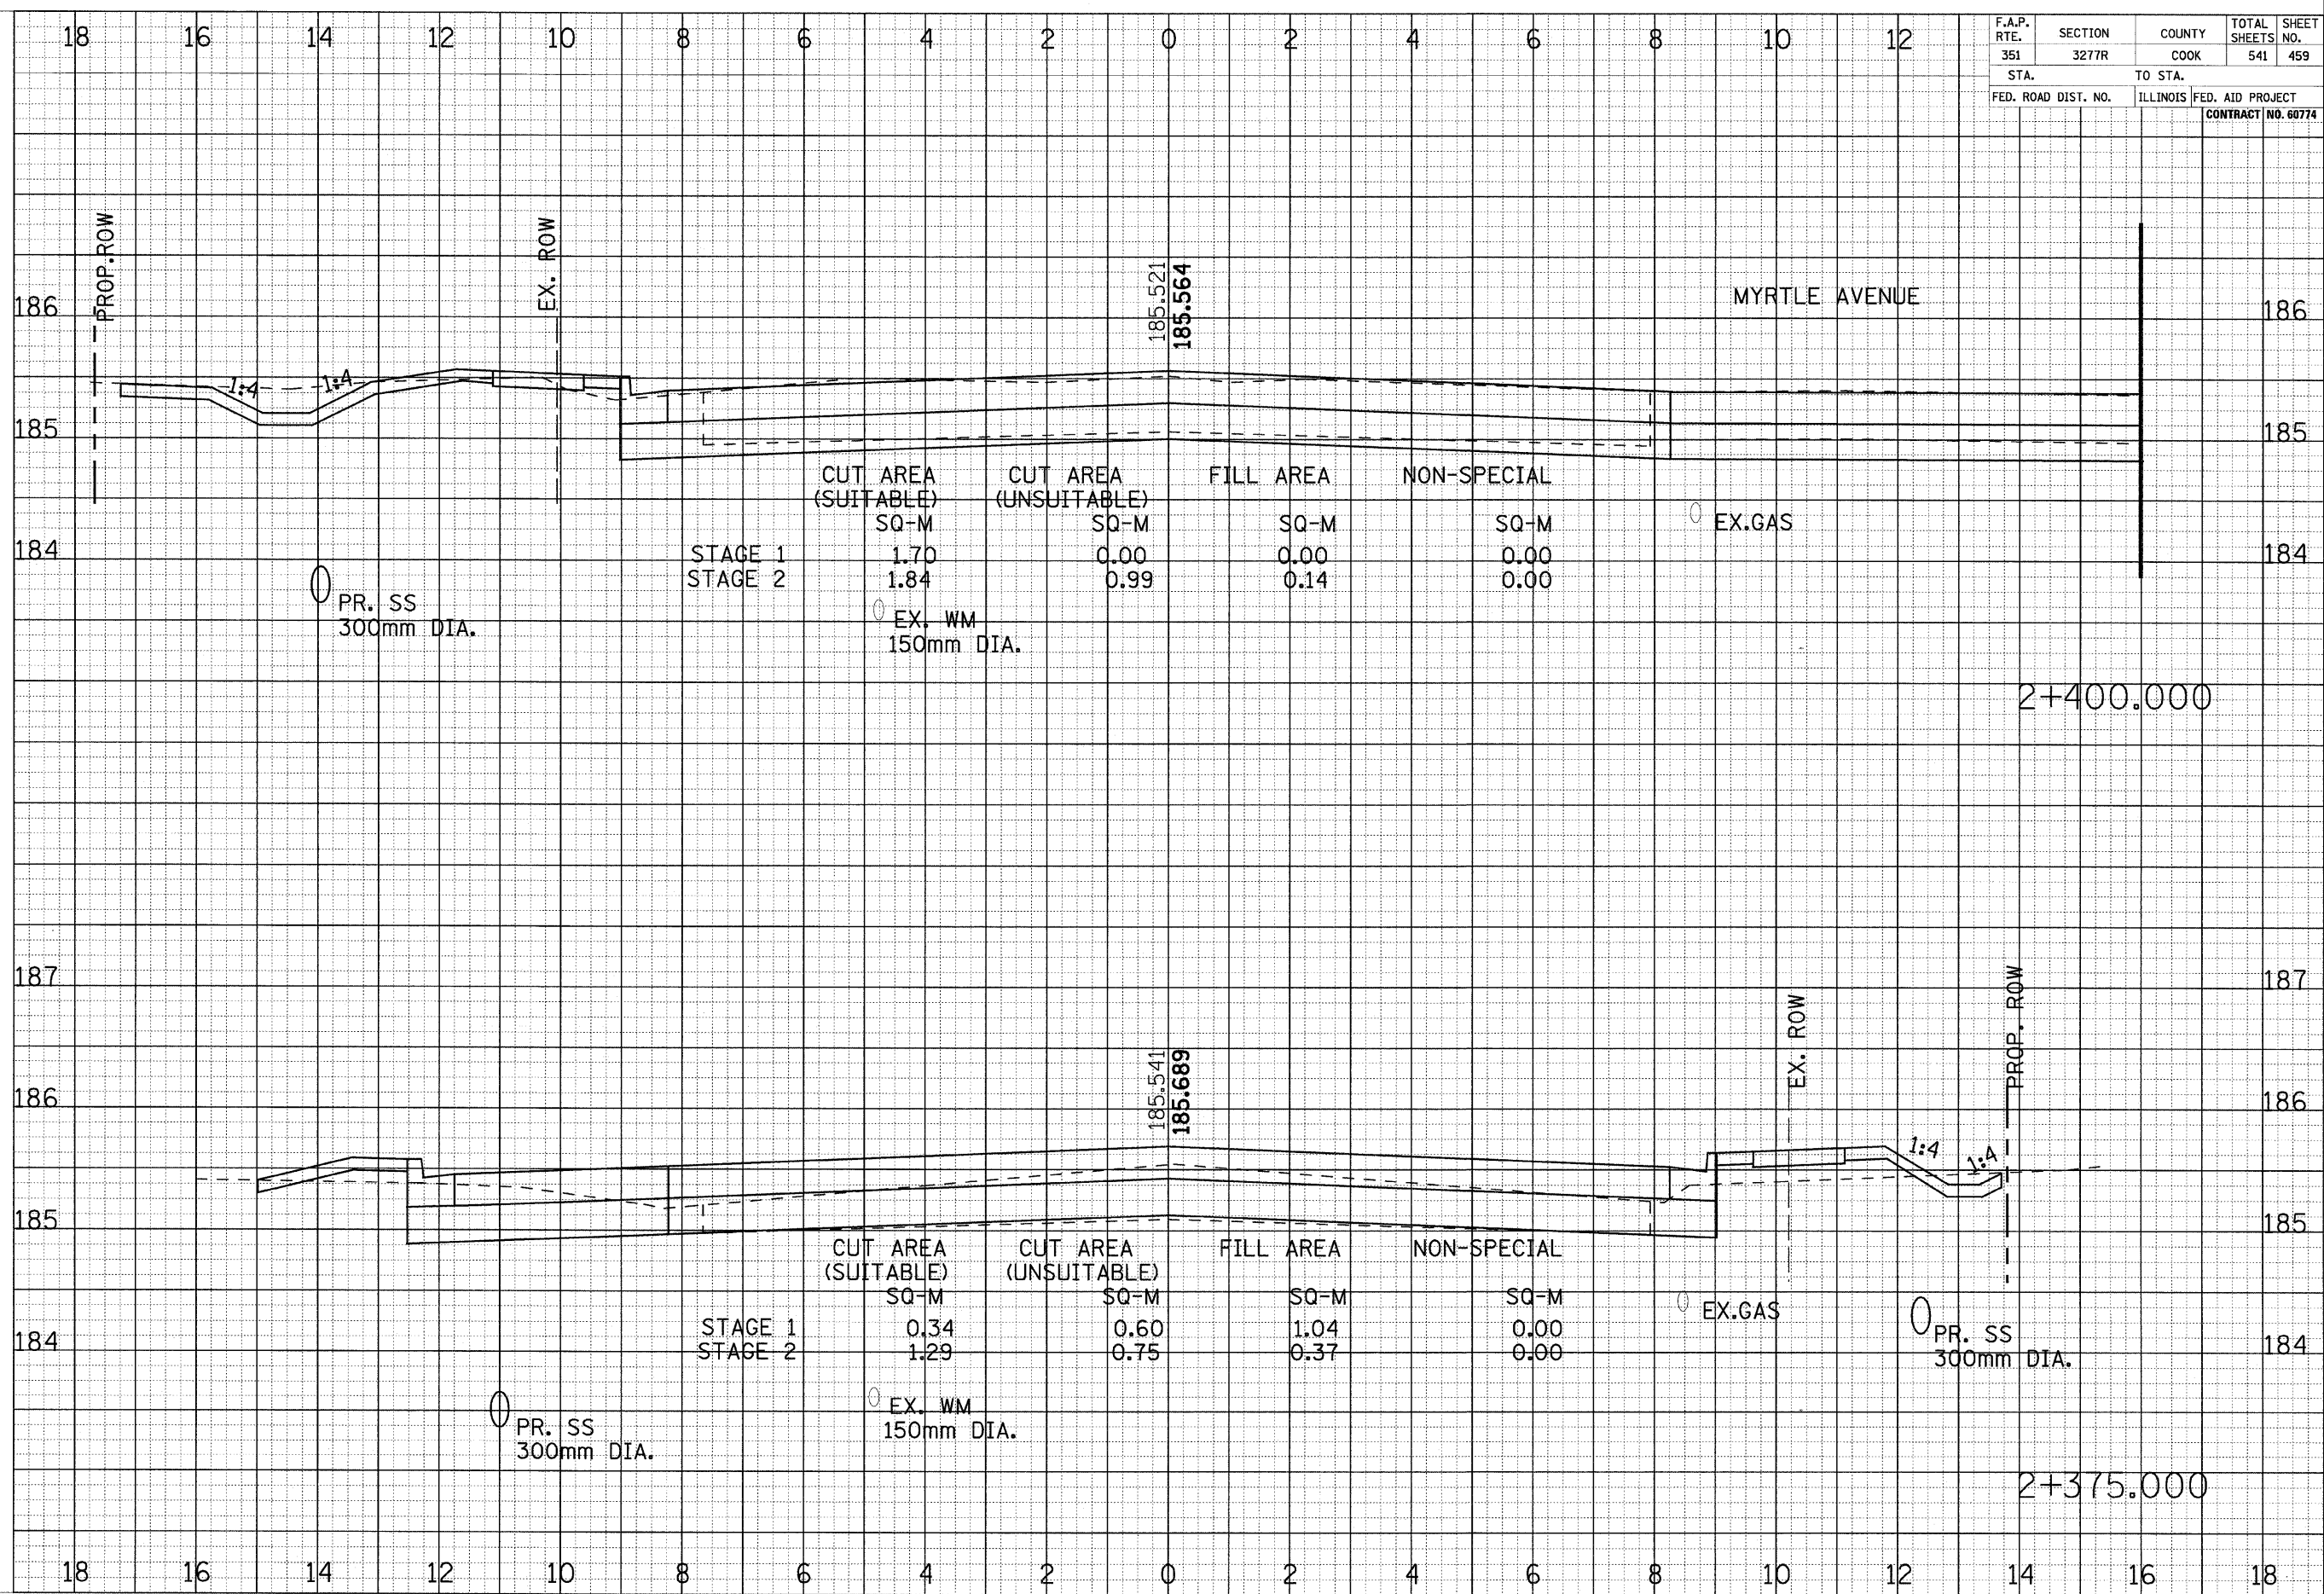 18 16 14 12 10 8 6 4 2 0 2 4 6 8 10 12
F.A.P. RTE. SECTION COUNTY TOTAL SHEETS SHEET NO.
351 3277R COOK 541 459
STA. TO STA.
FED. ROAD DIST. NO. ILLINOIS FED. AID PROJECT
CONTRACT NO. 60774
PROP.ROW
EX. ROW
185.521
185.564
MYRTLE AVENUE
186 186
1:4 1:4
185 185
CUT AREA CUT AREA FILL AREA NON-SPECIAL
(SUITABLE) (UNSUITABLE)
SQ-M SQ-M SQ-M SQ-M
EX.GAS
184 184
STAGE 1 1.70 0.00 0.00 0.00
STAGE 2 1.84 0.99 0.14 0.00
PR. SS
300mm DIA.
EX. WM
150mm DIA.
2+400.000
187 187
EX. ROW
PROP. ROW
185.541
185.689
186 186
1:4 1:4
185 185
CUT AREA CUT AREA FILL AREA NON-SPECIAL
(SUITABLE) (UNSUITABLE)
SQ-M SQ-M SQ-M SQ-M
EX.GAS
STAGE 1 0.34 0.60 1.04 0.00
184 184
STAGE 2 1.29 0.75 0.37 0.00
PR. SS
300mm DIA.
EX. WM
150mm DIA.
PR. SS
300mm DIA.
2+375.000
18 16 14 12 10 8 6 4 2 0 2 4 6 8 10 12 14 16 18